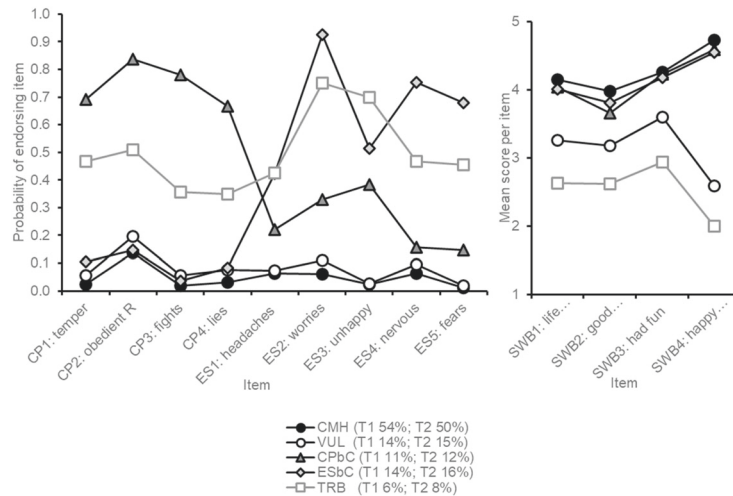 1.0
0.9
0.8
0.7
0.6
0.5
0.4
0.3
0.2
0.1
0.0
Probability of endorsing item
CP1: temper
CP2: obedient R
CP3: fights
CP4: lies
ES1: headaches
ES2: worries
ES3: unhappy
ES4: nervous
ES5: fears
Item
5
4
3
2
1
Mean score per item
SWB1: life...
SWB2: good...
SWB3: had fun
SWB4: happy...
Item
CMH (T1 54%; T2 50%)
VUL (T1 14%; T2 15%)
CPbC (T1 11%; T2 12%)
ESbC (T1 14%; T2 16%)
TRB (T1 6%; T2 8%)